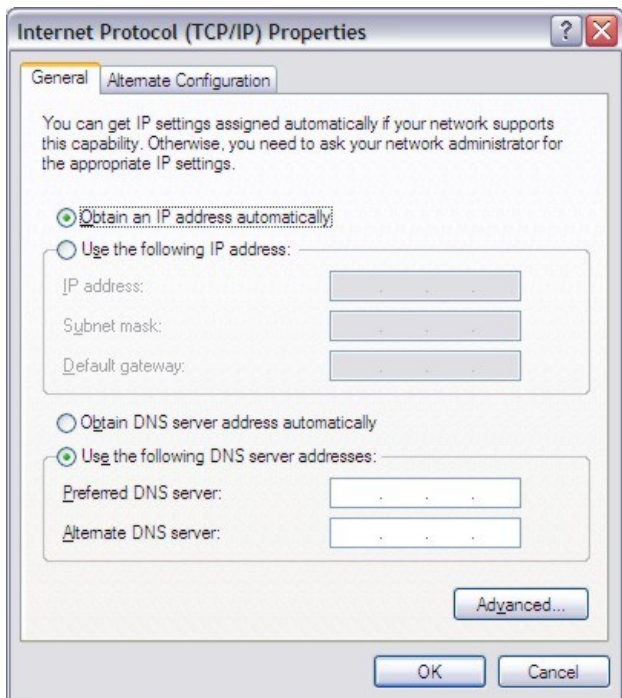 Internet Protocol (TCP/IP) Properties
General
Alternate Configuration
You can get IP settings assigned automatically if your network supports
this capability. Otherwise, you need to ask your network administrator for
the appropriate IP settings.
Obtain an IP address automatically
Use the following IP address:
IP address:
Subnet mask:
Default gateway:
Obtain DNS server address automatically
Use the following DNS server addresses:
Preferred DNS server:
Alternate DNS server:
Advanced...
OK
Cancel